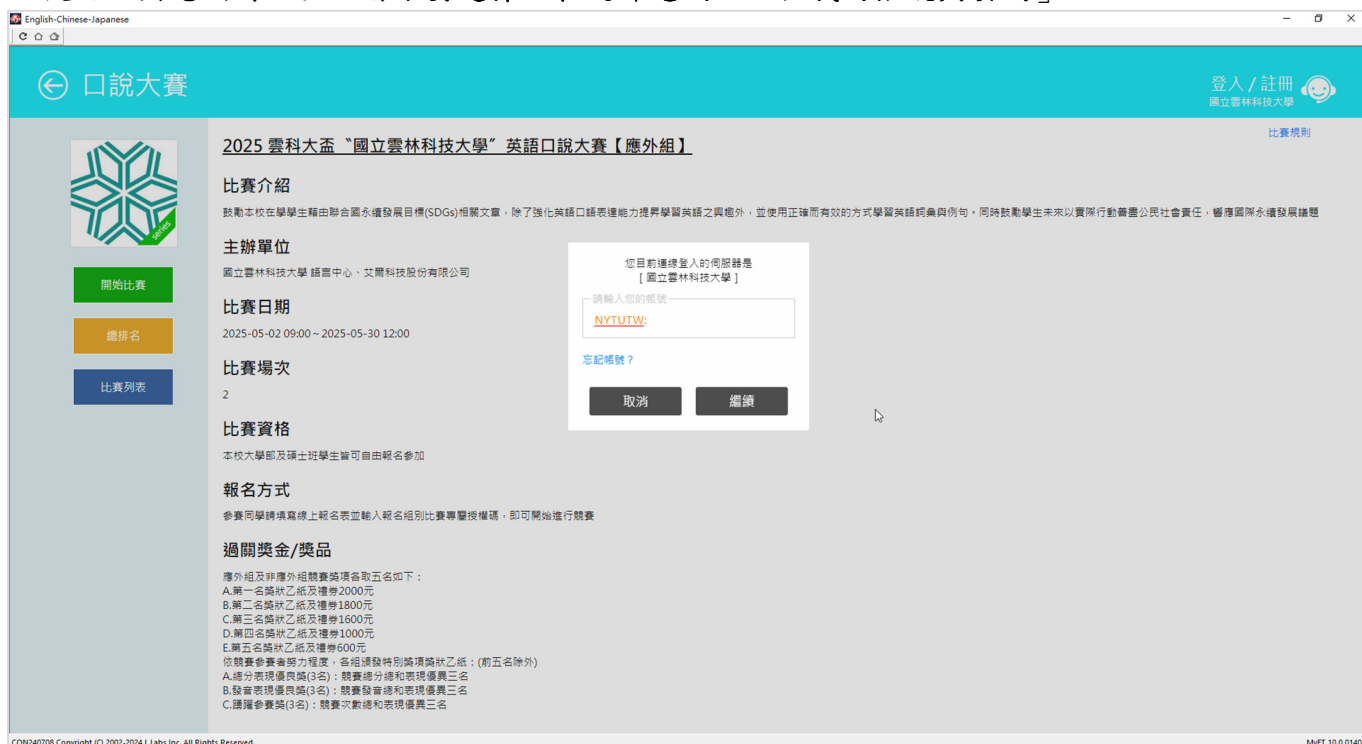 English-Chinese-Japanese
口說大賽
登入 / 註冊
國立雲林科技大學
比賽規則
series
開始比賽
總排名
比賽列表
2025 雲科大盃〝國立雲林科技大學〞英語口說大賽【應外組】
比賽介紹
鼓勵本校在學學生藉由聯合國永續發展目標(SDGs)相關文章，除了強化英語口語表達能力提昇學習英語之興趣外，並使用正確而有效的方式學習英語詞彙與例句。同時鼓勵學生未來以實際行動善盡公民社會責任，響應國際永續發展議題
主辦單位
國立雲林科技大學 語言中心、艾爾科技股份有限公司
比賽日期
2025-05-02 09:00 ~ 2025-05-30 12:00
比賽場次
2
比賽資格
本校大學部及碩士班學生皆可自由報名參加
報名方式
參賽同學請填寫線上報名表並輸入報名組別比賽專屬授權碼，即可開始進行競賽
過關獎金/獎品
應外組及非應外組競賽獎項各取五名如下：
A.第一名獎狀乙紙及禮券2000元
B.第二名獎狀乙紙及禮券1800元
C.第三名獎狀乙紙及禮券1600元
D.第四名獎狀乙紙及禮券1000元
E.第五名獎狀乙紙及禮券600元
依競賽參賽者努力程度，各組頒發特別獎項獎狀乙紙：(前五名除外)
A.總分表現優良獎(3名)：競賽總分總和表現優異三名
B.發音表現優良獎(3名)：競賽發音總和表現優異三名
C.踴躍參賽獎(3名)：競賽次數總和表現優異三名
您目前連線登入的伺服器是
[ 國立雲林科技大學 ]
請輸入您的帳號
NYTUTW:
忘記帳號？
取消
繼續
CON240708 Copyright (C) 2002-2024 L Labs Inc. All Rights Reserved
MyET 10.0.0140